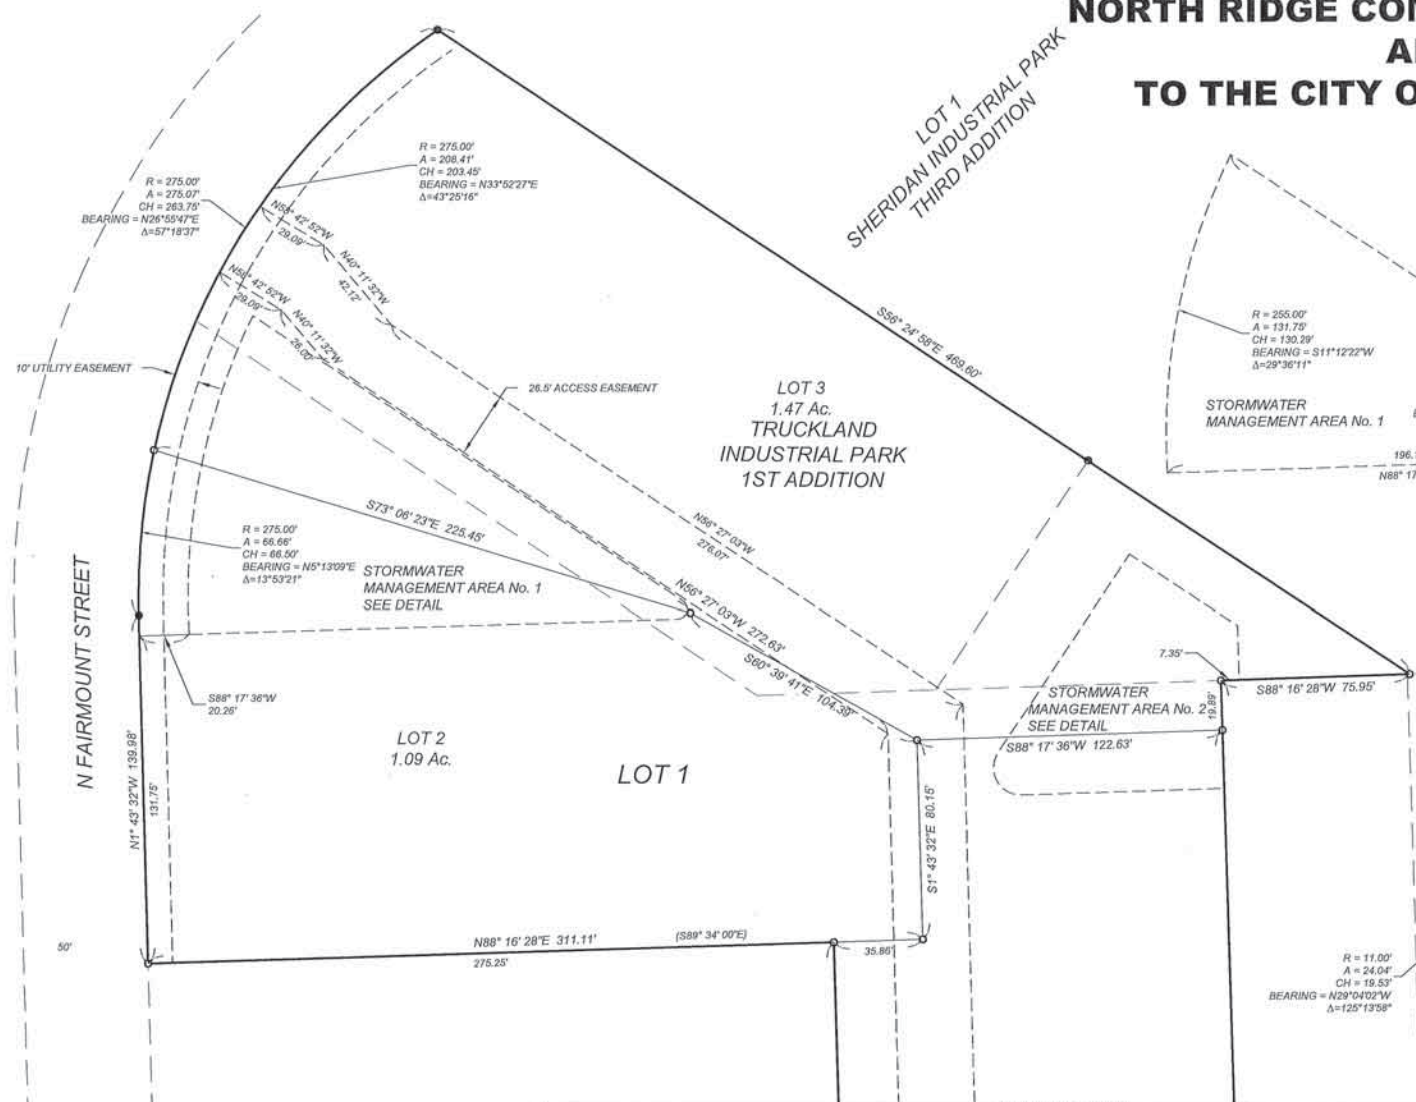 NORTH RIDGE COM
TO THE CITY O
LOT 1
SHERIDAN INDUSTRIAL PARK
THIRD ADDITION
R = 275.00'
A = 208.41'
CH = 203.45'
BEARING = N33°52'27"E
Δ=43°25'16"
R = 275.00'
A = 275.07'
CH = 263.75'
BEARING = N26°55'47"E
Δ=57°18'37"
N58° 42' 52"W
29.09'
N40° 11' 32"W
42.12'
N58° 42' 52"W
29.09'
N40° 11' 32"W
26.00'
10' UTILITY EASEMENT
26.5' ACCESS EASEMENT
S56° 24' 58"E 469.60'
LOT 3
1.47 Ac.
TRUCKLAND
INDUSTRIAL PARK
1ST ADDITION
R = 255.00'
A = 131.75'
CH = 130.29'
BEARING = S11°12'22"W
Δ=29°36'11"
STORMWATER
MANAGEMENT AREA No. 1
196.
N88° 17
S73° 06' 23"E 225.45'
N56° 27' 03"W
276.07'
R = 275.00'
A = 66.66'
CH = 66.50'
BEARING = N5°13'09"E
Δ=13°53'21"
STORMWATER
MANAGEMENT AREA No. 1
SEE DETAIL
N56° 27' 03"W 272.63'
S60° 39' 41"E 104.39'
N FAIRMOUNT STREET
S88° 17' 36"W
20.26'
7.35'
S88° 16' 28"W 75.95'
19.89'
STORMWATER
MANAGEMENT AREA No. 2
SEE DETAIL
S88° 17' 36"W 122.63'
LOT 2
1.09 Ac.
LOT 1
N1° 43' 32"W 139.98'
131.75'
S1° 43' 32"E 80.15'
50'
N88° 16' 28"E 311.11'
(S89° 34' 00"E)
275.25'
35.86'
R = 11.00'
A = 24.04'
CH = 19.53'
BEARING = N29°04'02"W
Δ=125°13'58"